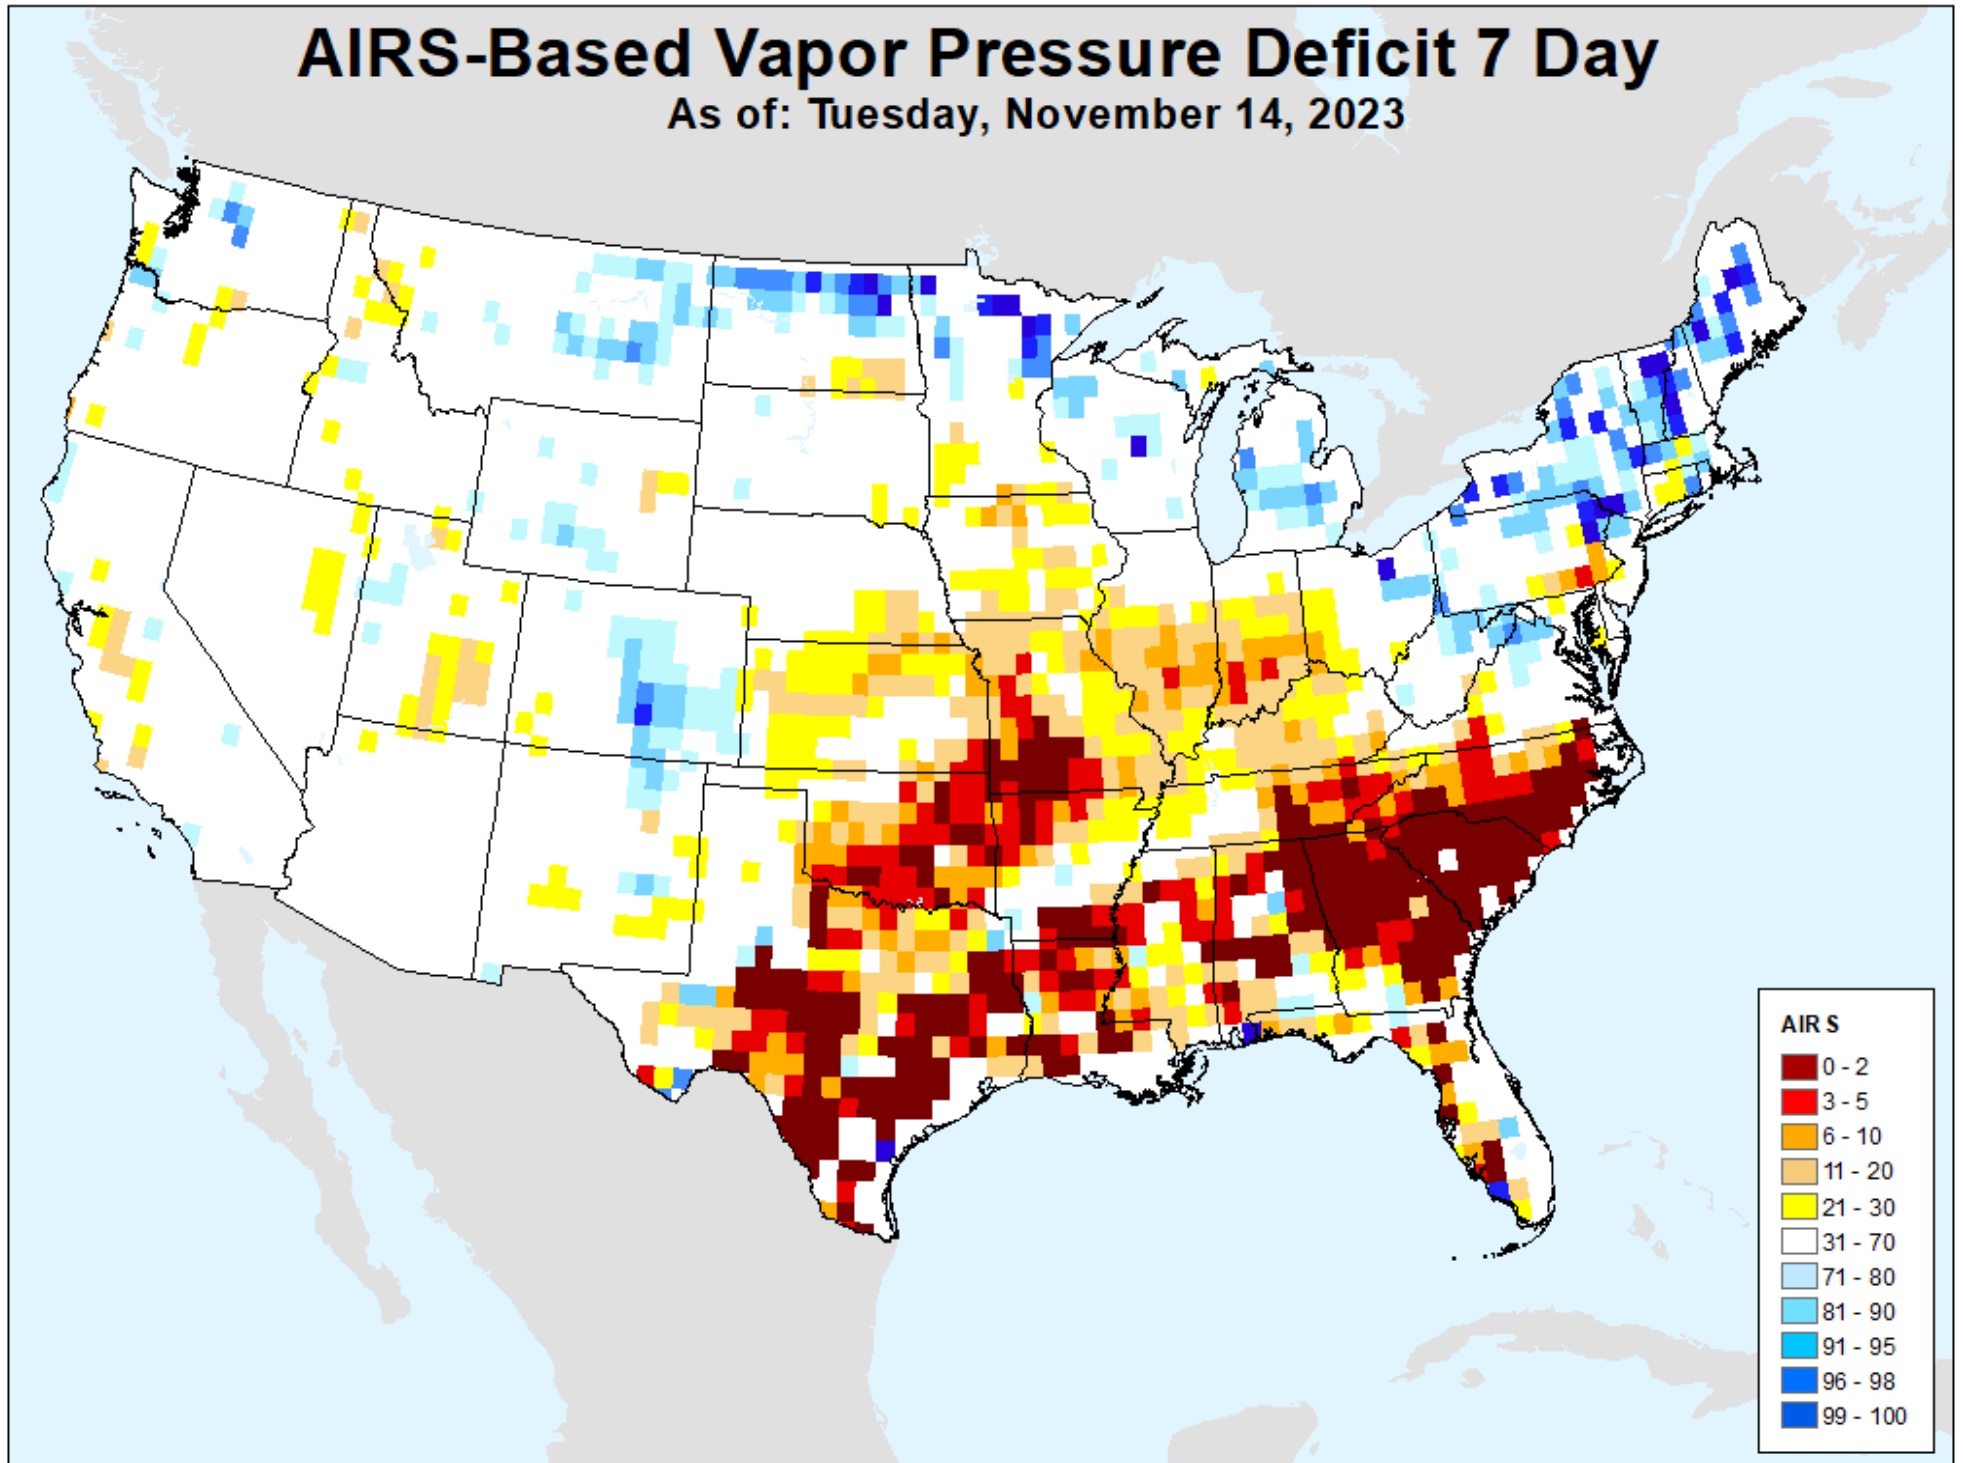 AIRS-Based Vapor Pressure Deficit 7 Day
As of: Tuesday, November 14, 2023
AIRS
0 - 2
3 - 5
6 - 10
11 - 20
21 - 30
31 - 70
71 - 80
81 - 90
91 - 95
96 - 98
99 - 100